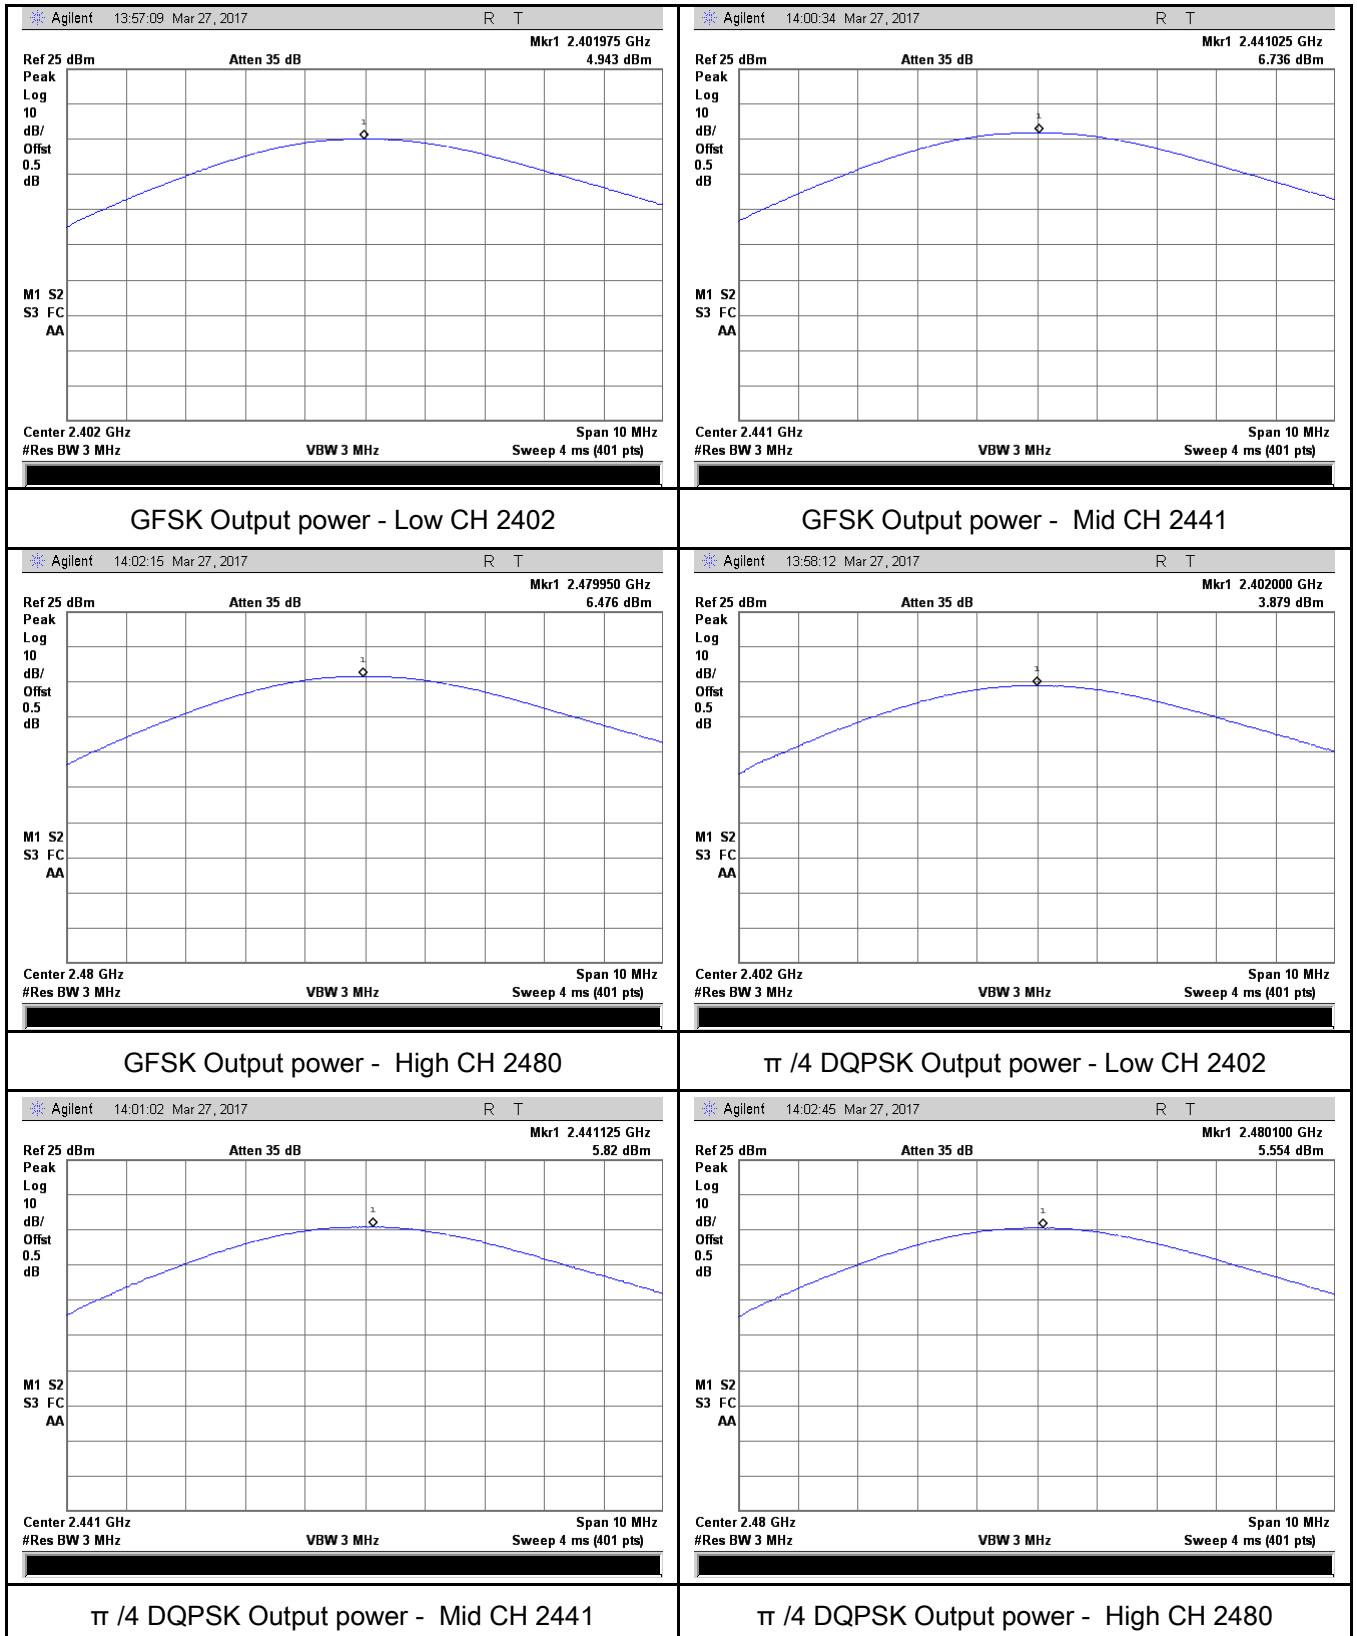 Agilent 13:57:09 Mar 27, 2017 R T
Mkr1 2.401975 GHz
Ref 25 dBm Atten 35 dB 4.943 dBm
Peak
Log
10
dB/
Offst
0.5
dB
1
M1 S2
S3 FC
AA
Center 2.402 GHz Span 10 MHz
#Res BW 3 MHz VBW 3 MHz Sweep 4 ms (401 pts)
GFSK Output power - Low CH 2402
Agilent 14:00:34 Mar 27, 2017 R T
Mkr1 2.441025 GHz
Ref 25 dBm Atten 35 dB 6.736 dBm
Peak
Log
10
dB/
Offst
0.5
dB
1
M1 S2
S3 FC
AA
Center 2.441 GHz Span 10 MHz
#Res BW 3 MHz VBW 3 MHz Sweep 4 ms (401 pts)
GFSK Output power - Mid CH 2441
Agilent 14:02:15 Mar 27, 2017 R T
Mkr1 2.479950 GHz
Ref 25 dBm Atten 35 dB 6.476 dBm
Peak
Log
10
dB/
Offst
0.5
dB
1
M1 S2
S3 FC
AA
Center 2.48 GHz Span 10 MHz
#Res BW 3 MHz VBW 3 MHz Sweep 4 ms (401 pts)
GFSK Output power - High CH 2480
Agilent 13:58:12 Mar 27, 2017 R T
Mkr1 2.402000 GHz
Ref 25 dBm Atten 35 dB 3.879 dBm
Peak
Log
10
dB/
Offst
0.5
dB
1
M1 S2
S3 FC
AA
Center 2.402 GHz Span 10 MHz
#Res BW 3 MHz VBW 3 MHz Sweep 4 ms (401 pts)
π /4 DQPSK Output power - Low CH 2402
Agilent 14:01:02 Mar 27, 2017 R T
Mkr1 2.441125 GHz
Ref 25 dBm Atten 35 dB 5.82 dBm
Peak
Log
10
dB/
Offst
0.5
dB
1
M1 S2
S3 FC
AA
Center 2.441 GHz Span 10 MHz
#Res BW 3 MHz VBW 3 MHz Sweep 4 ms (401 pts)
π /4 DQPSK Output power - Mid CH 2441
Agilent 14:02:45 Mar 27, 2017 R T
Mkr1 2.480100 GHz
Ref 25 dBm Atten 35 dB 5.554 dBm
Peak
Log
10
dB/
Offst
0.5
dB
1
M1 S2
S3 FC
AA
Center 2.48 GHz Span 10 MHz
#Res BW 3 MHz VBW 3 MHz Sweep 4 ms (401 pts)
π /4 DQPSK Output power - High CH 2480